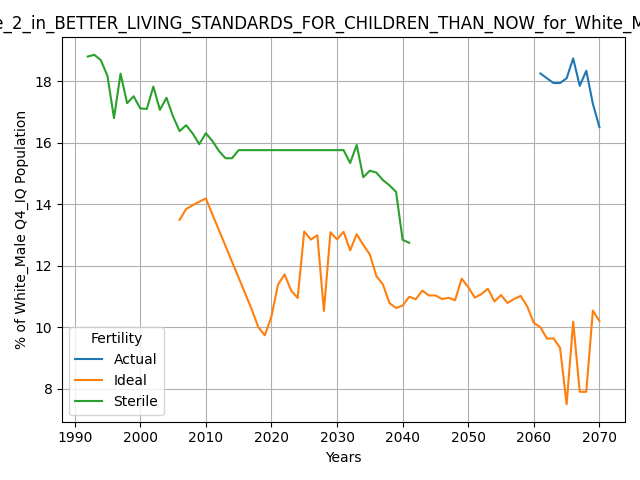 _2_in_BETTER_LIVING_STANDARDS_FOR_CHILDREN_THAN_NOW_for_White_M
% of White_Male Q4_IQ Population
18
16
14
12
10
8
Fertility
Actual
Ideal
Sterile
1990 2000 2010 2020 2030 2040 2050 2060 2070
Years